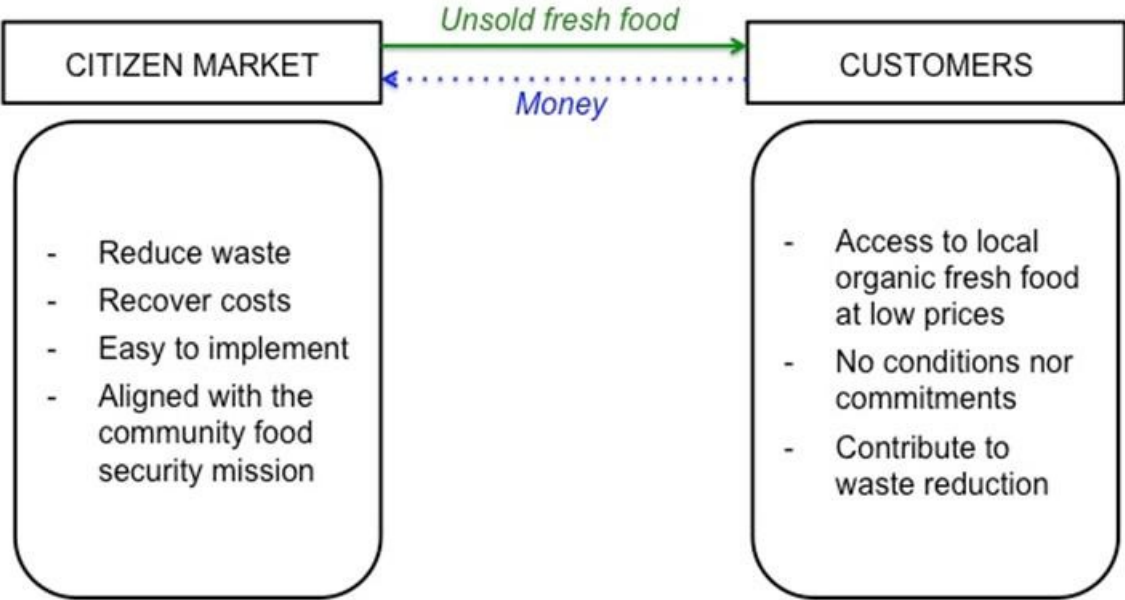 Unsold fresh food
CITIZEN MARKET
CUSTOMERS
Money
- Reduce waste
- Recover costs
- Easy to implement
- Aligned with the
community food
security mission
- Access to local
organic fresh food
at low prices
- No conditions nor
commitments
- Contribute to
waste reduction